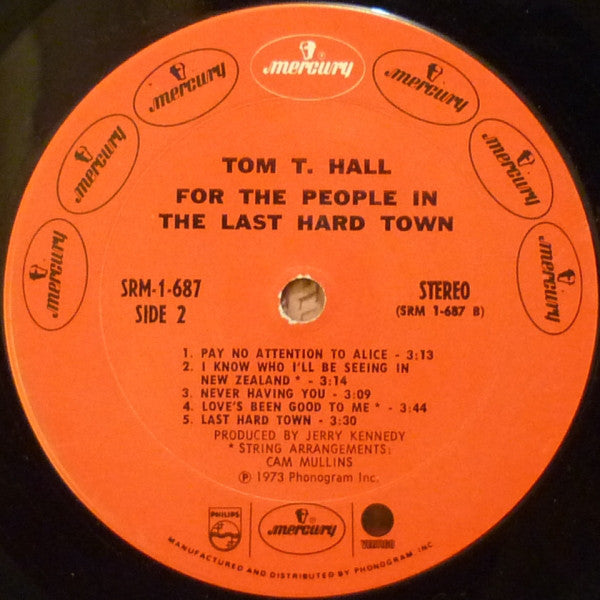 mercury
mercury
mercury
mercury
mercury
mercury
mercury
TOM T. HALL
FOR THE PEOPLE IN
THE LAST HARD TOWN
SRM-1-687
SIDE 2
STEREO
(SRM 1-687 B)
1. PAY NO ATTENTION TO ALICE - 3:13
2. I KNOW WHO I'LL BE SEEING IN
NEW ZEALAND * - 3:14
3. NEVER HAVING YOU - 3:09
4. LOVE'S BEEN GOOD TO ME * - 3:44
5. LAST HARD TOWN - 3:30
PRODUCED BY JERRY KENNEDY
* STRING ARRANGEMENTS:
CAM MULLINS
℗ 1973 Phonogram Inc.
PHILIPS
mercury
VERTIGO
MANUFACTURED AND DISTRIBUTED BY PHONOGRAM, INC